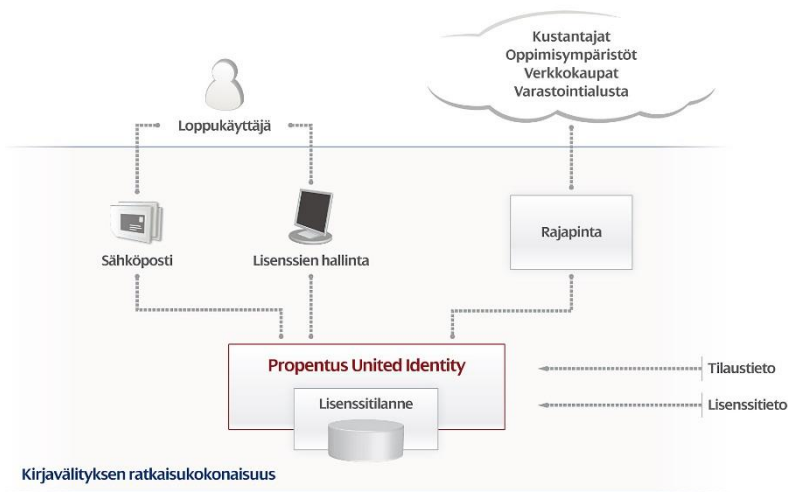 Kustantajat
Oppimisympäristöt
Verkkokaupat
Varastointialusta
Loppukäyttäjä
Sähköposti
Lisenssien hallinta
Rajapinta
Propentus United Identity
Lisenssitilanne
Tilaustieto
Lisenssitieto
Kirjavälityksen ratkaisukokonaisuus